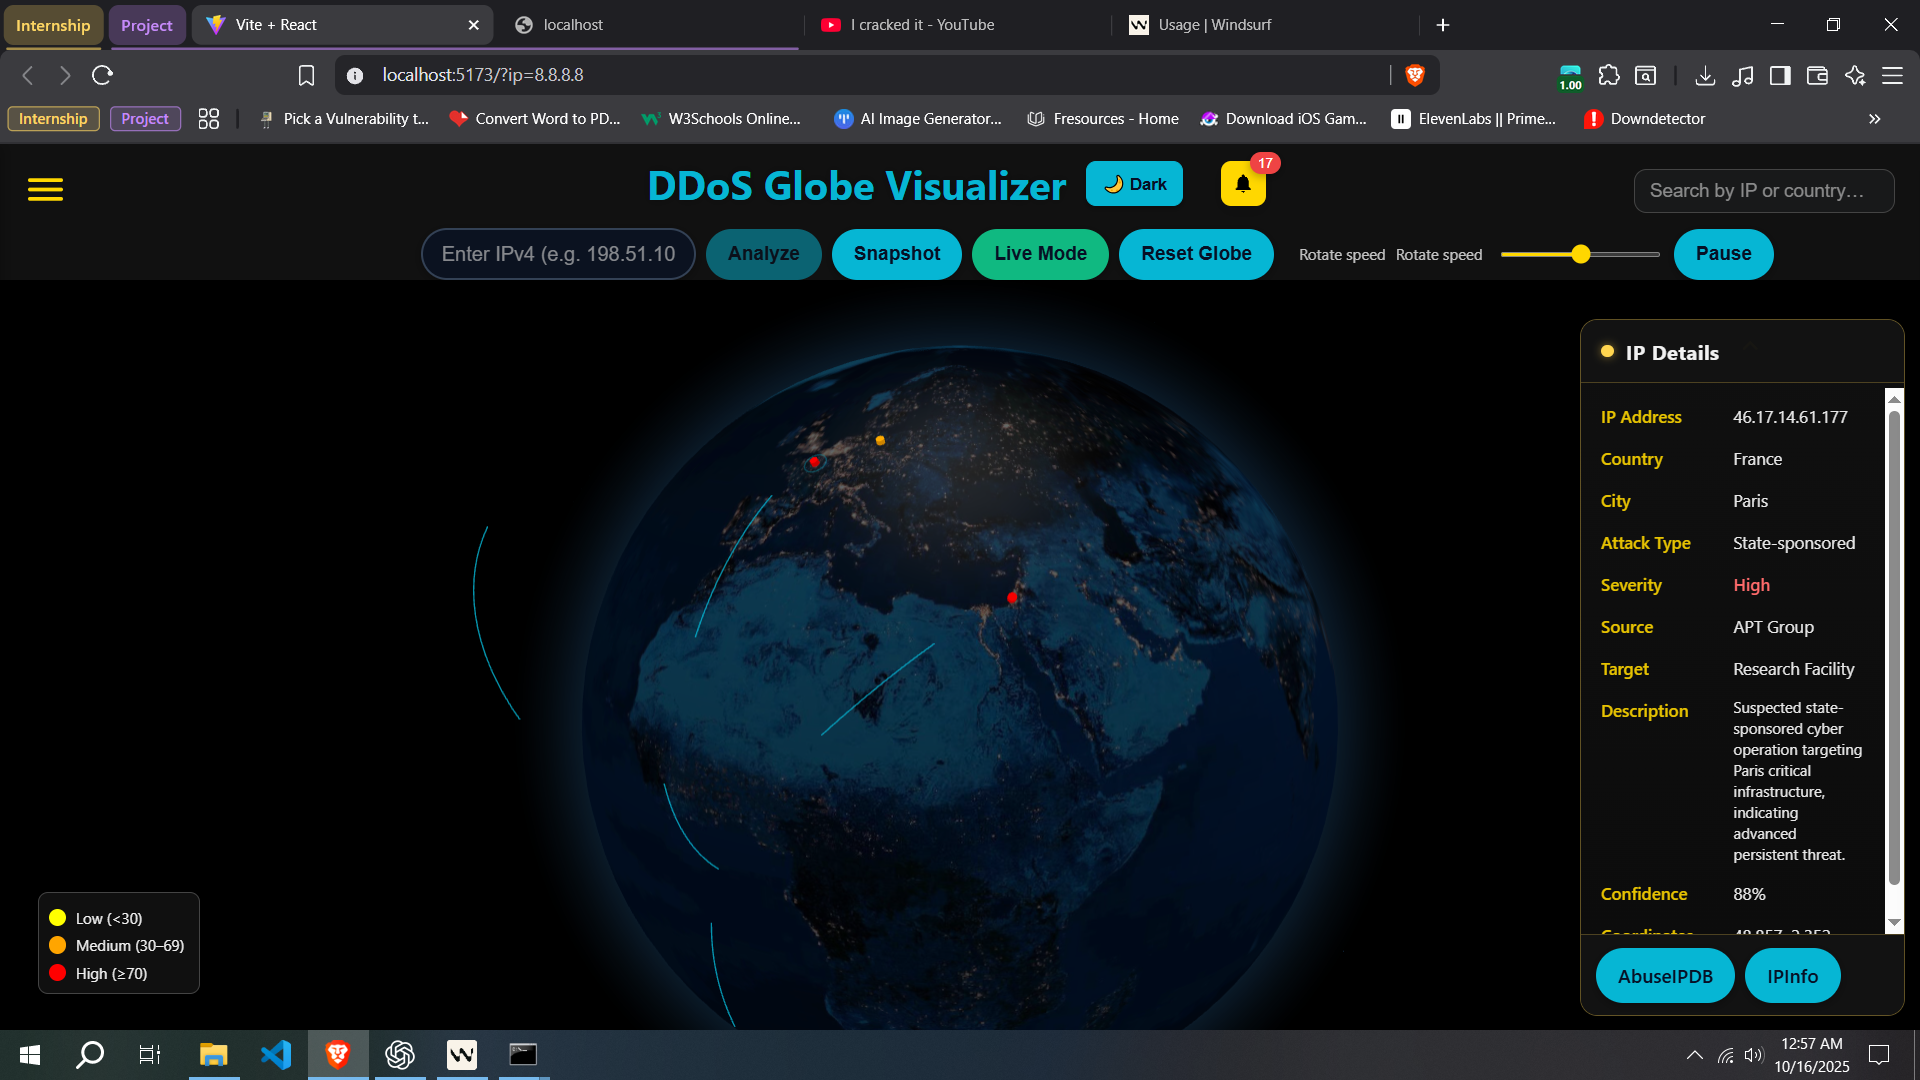 Internship
Project
Vite + React
localhost
I cracked it - YouTube
Usage | Windsurf
localhost:5173/?ip=8.8.8.8
1.00
Internship
Project
Pick a Vulnerability t...
Convert Word to PD...
W3Schools Online...
AI Image Generator...
Fresources - Home
Download iOS Gam...
ElevenLabs || Prime...
Downdetector
DDoS Globe Visualizer
Dark
17
Search by IP or country...
Enter IPv4 (e.g. 198.51.10
Analyze
Snapshot
Live Mode
Reset Globe
Rotate speed
Rotate speed
Pause
IP Details
IP Address 46.17.14.61.177
Country France
City Paris
Attack Type State-sponsored
Severity High
Source APT Group
Target Research Facility
Description Suspected state-
sponsored cyber
operation targeting
Paris critical
infrastructure,
indicating
advanced
persistent threat.
Confidence 88%
Coordinates 48.857, 2.352
AbuseIPDB
IPInfo
Low (<30)
Medium (30–69)
High (≥70)
12:57 AM
10/16/2025